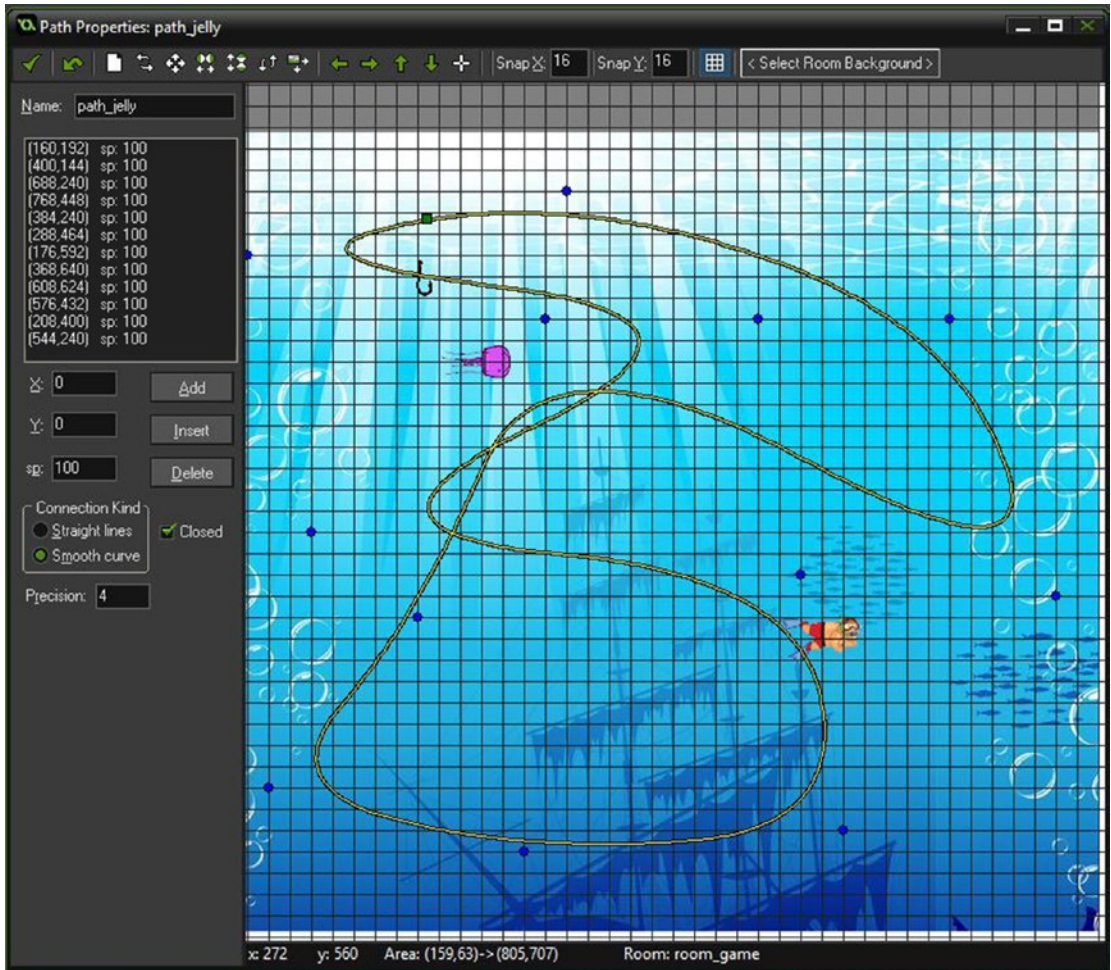 Path Properties: path_jelly
Snap X: 16 Snap Y: 16 < Select Room Background >
Name: path_jelly
(160,192) sp: 100
(400,144) sp: 100
(688,240) sp: 100
(768,448) sp: 100
(384,240) sp: 100
(288,464) sp: 100
(176,592) sp: 100
(368,640) sp: 100
(608,624) sp: 100
(576,432) sp: 100
(208,400) sp: 100
(544,240) sp: 100
X: 0 Add
Y: 0 Insert
sp: 100 Delete
Connection Kind
Straight lines Closed
Smooth curve
Precision: 4
x: 272 y: 560 Area: (159,63)->(805,707) Room: room_game